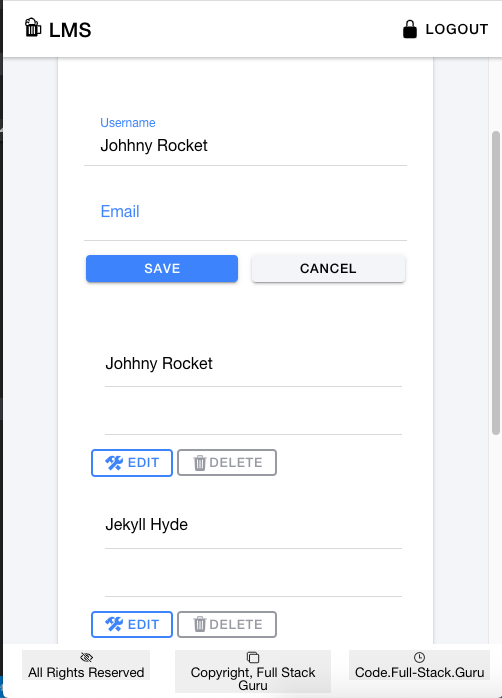 LMS
LOGOUT
Username
Johhny Rocket
Email
SAVE
CANCEL
Johhny Rocket
EDIT
DELETE
Jekyll Hyde
EDIT
DELETE
All Rights Reserved
Copyright, Full Stack
Guru
Code.Full-Stack.Guru